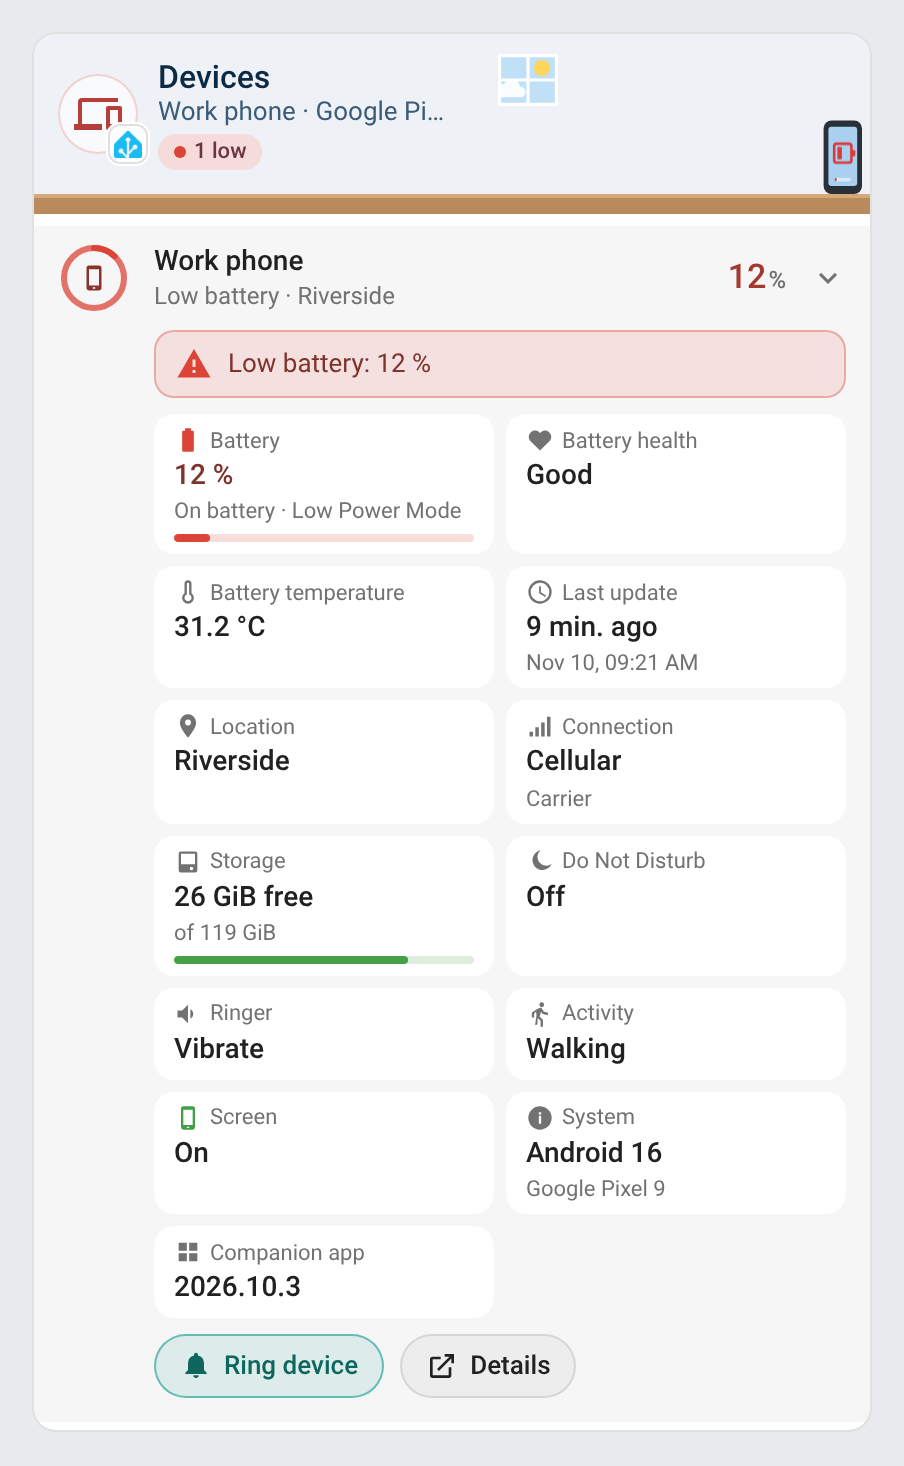 Devices
Work phone · Google Pi...
1 low
Work phone
Low battery · Riverside
12%
Low battery: 12 %
Battery
12 %
On battery · Low Power Mode
Battery health
Good
Battery temperature
31.2 °C
Last update
9 min. ago
Nov 10, 09:21 AM
Location
Riverside
Connection
Cellular
Carrier
Storage
26 GiB free
of 119 GiB
Do Not Disturb
Off
Ringer
Vibrate
Activity
Walking
Screen
On
System
Android 16
Google Pixel 9
Companion app
2026.10.3
Ring device
Details